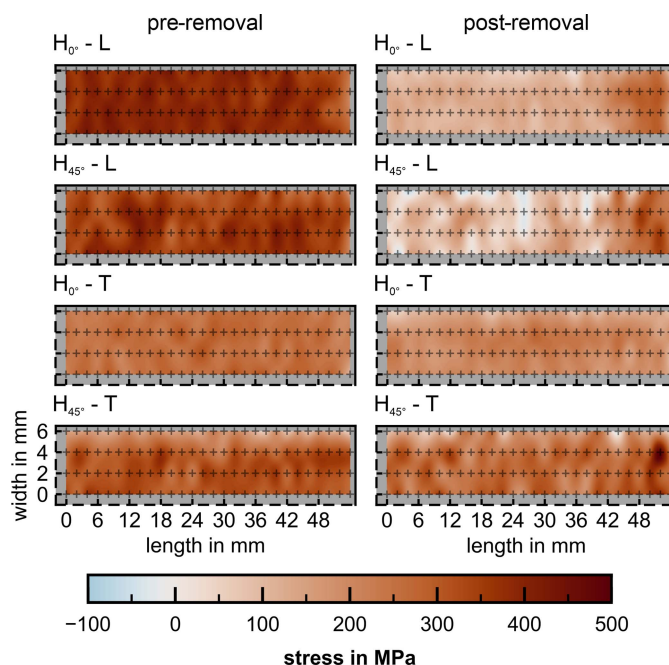 pre-removal post-removal
H0° - L H0° - L
H45° - L H45° - L
H0° - T H0° - T
H45° - T H45° - T
6
4
2
0
width in mm
0 6 12 18 24 30 36 42 48 0 6 12 18 24 30 36 42 48
length in mm length in mm
−100 0 100 200 300 400 500
stress in MPa